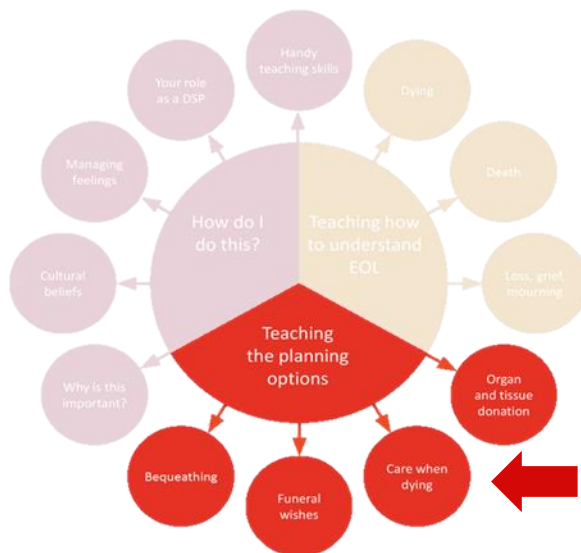 Handy
teaching skills
Your role
as a DSP
Dying
Managing
feelings
Death
How do I
do this?
Teaching how
to understand
EOL
Cultural
beliefs
Loss, grief,
mourning
Teaching
the planning
options
Why is this
important?
Organ
and tissue
donation
Bequeathing
Care when
dying
Funeral
wishes